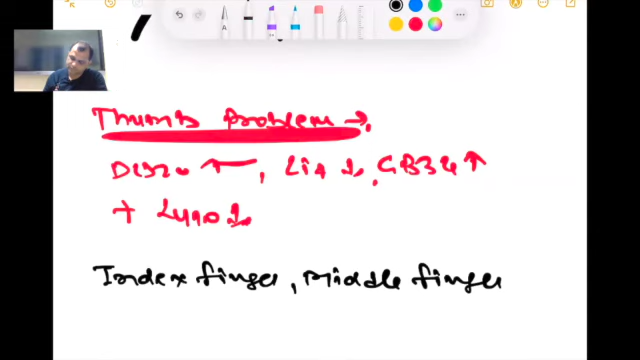 Thumb Problem →
DU20 ↑, Li4 ↓, GB34 ↑
+ Lu10 ↓
Index finger, Middle finger